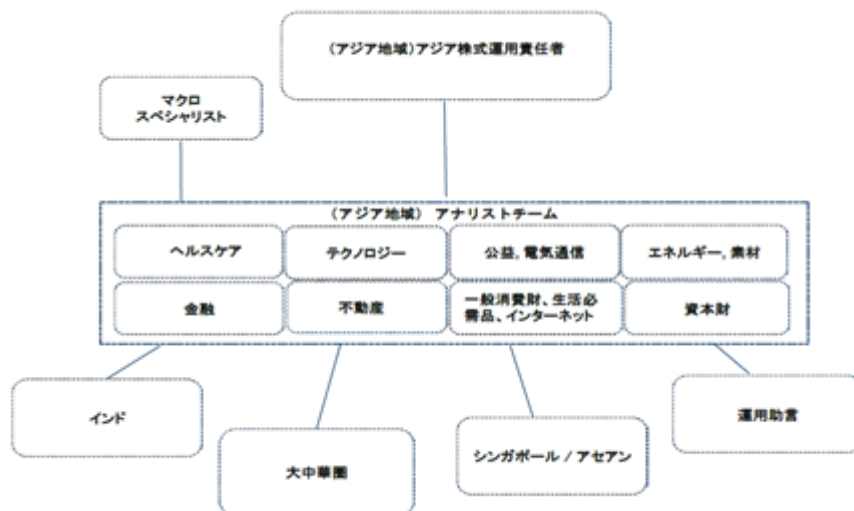 (アジア地域)アジア株式運用責任者
マクロ
スペシャリスト
(アジア地域) アナリストチーム
ヘルスケア
テクノロジー
公益,電気通信
エネルギー,素材
金融
不動産
一般消費財、生活必
需品、インターネット
資本財
インド
大中華圏
シンガポール / アセアン
運用助言